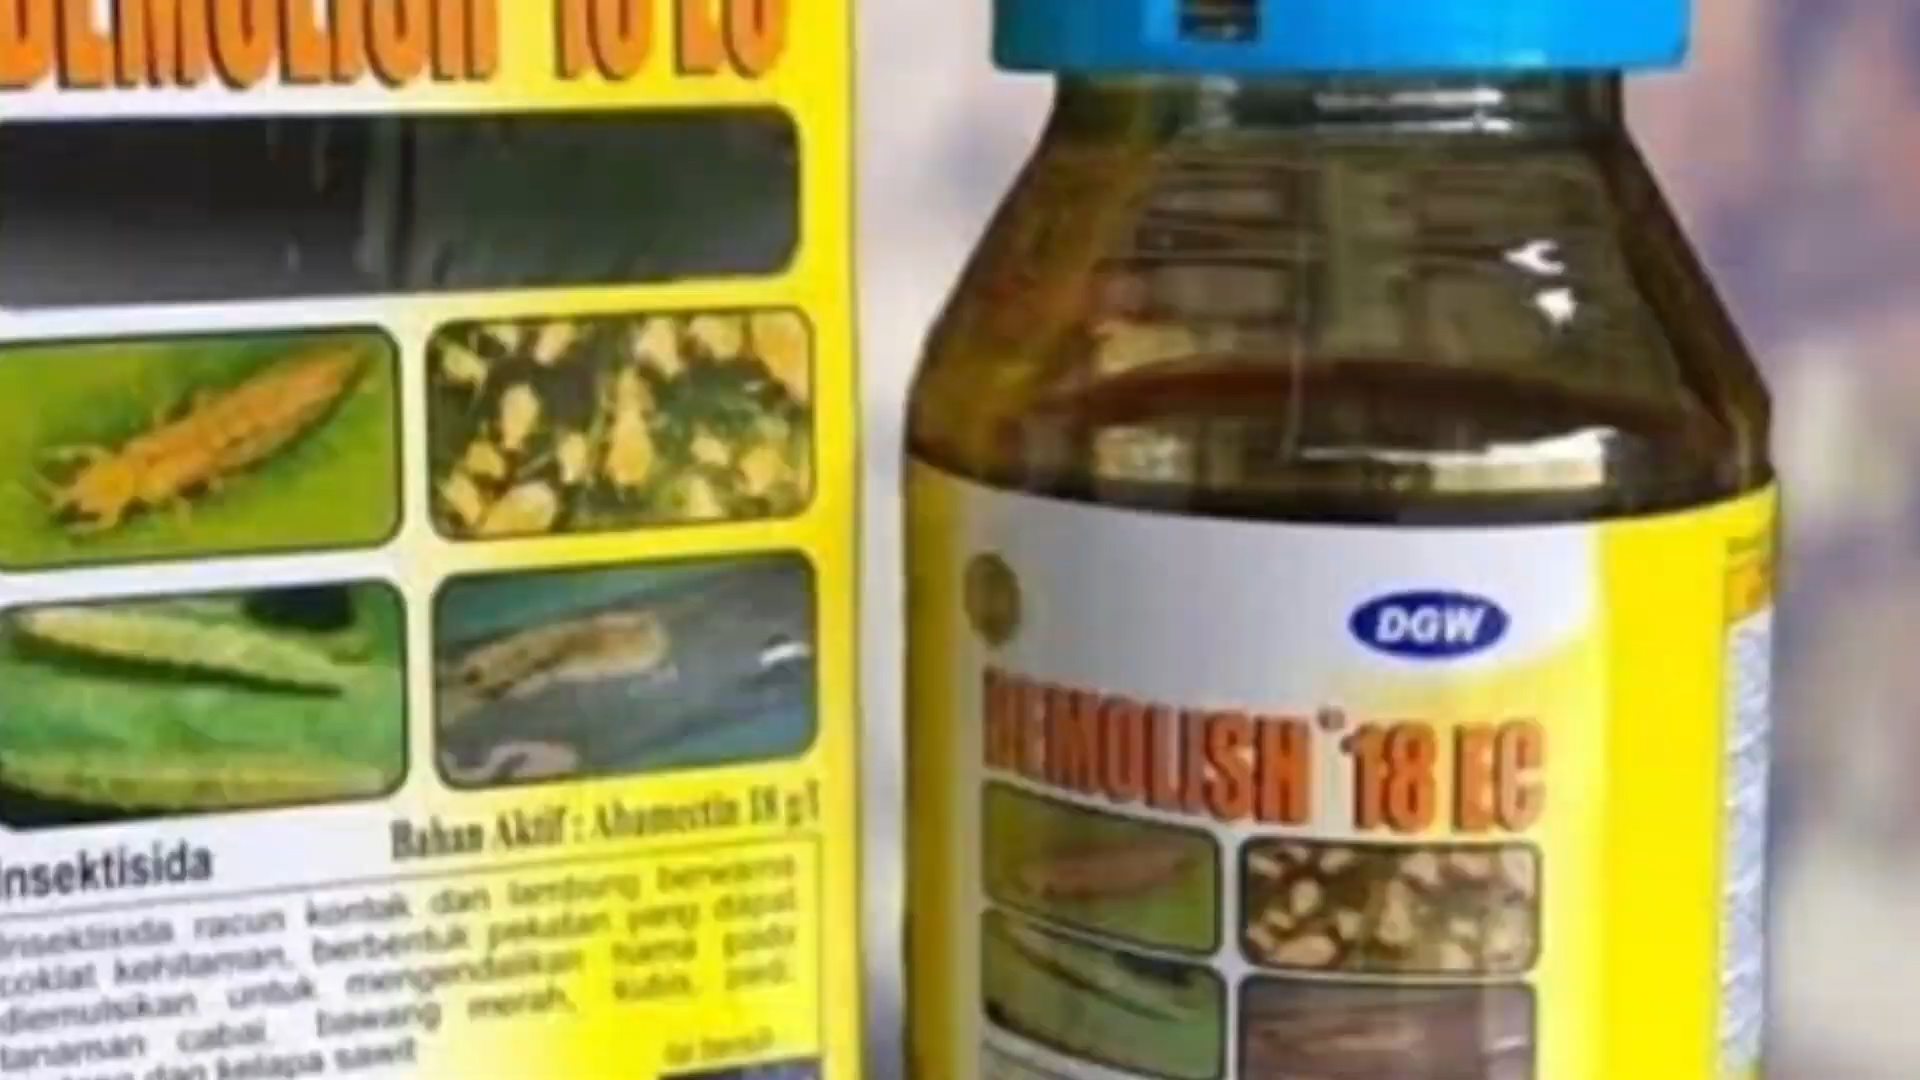 DEMOLISH 18 EC
Bahan Aktif : Abamectin 18 g/l
Insektisida
Insektisida racun kontak dan lambung berwarna
coklat kehitaman, berbentuk pekatan yang dapat
diemulsikan untuk mengendalikan hama pada
tanaman cabai, bawang merah, kubis, padi,
dan kelapa sawit
DGW
DEMOLISH® 18 EC